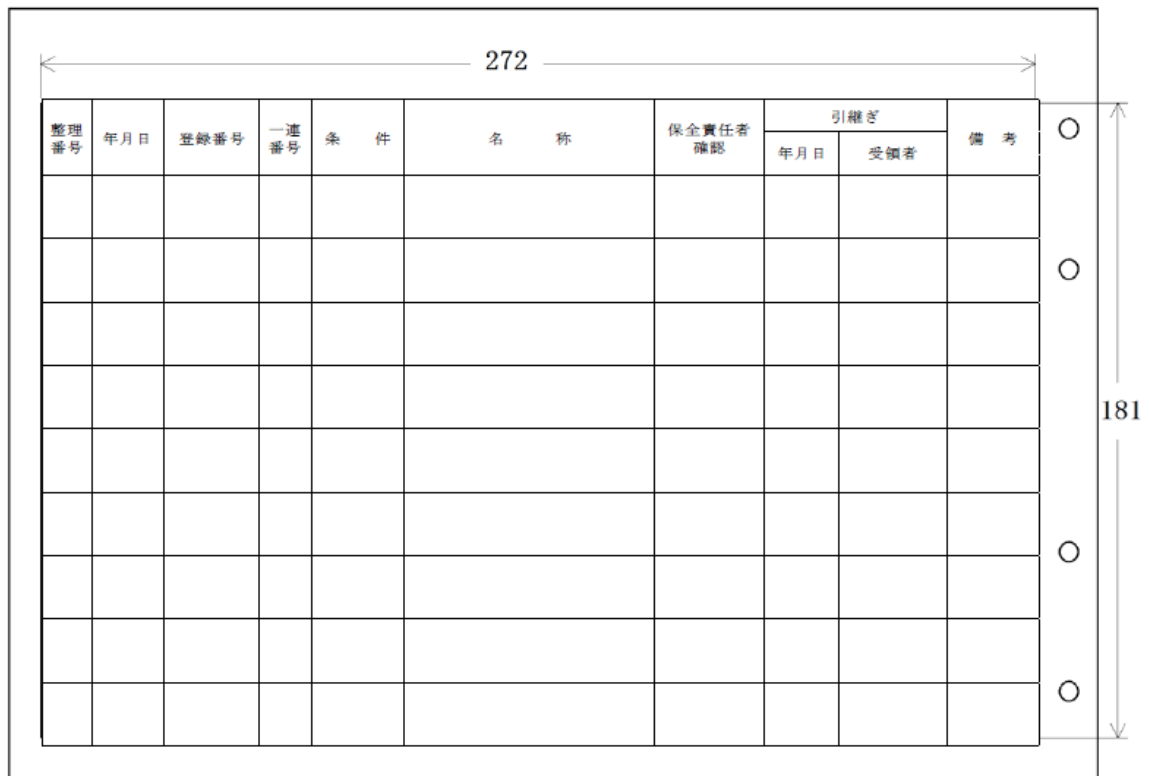 272
整理
番号
年月日
登録番号
一連
番号
条 件
名 称
保全責任者
確認
引継ぎ
年月日
受領者
備 考
181